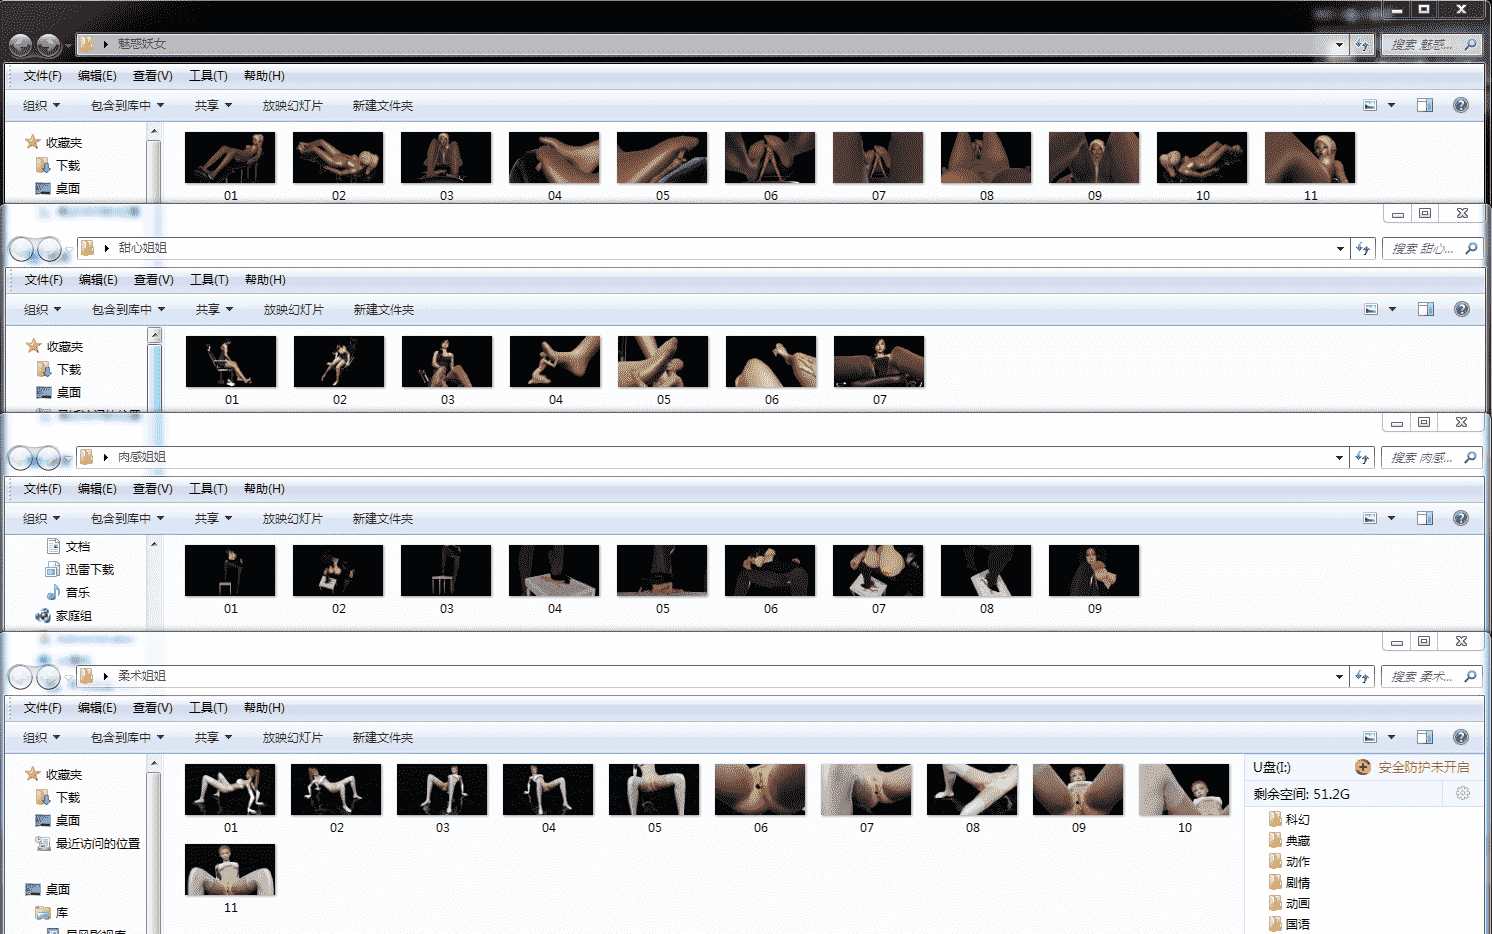 魅惑妖女 搜索 魅惑...
文件(F) 编辑(E) 查看(V) 工具(T) 帮助(H)
组织 包含到库中 共享 放映幻灯片 新建文件夹
收藏夹
下载
桌面
01 02 03 04 05 06 07 08 09 10 11
甜心姐姐 搜索 甜心...
文件(F) 编辑(E) 查看(V) 工具(T) 帮助(H)
组织 包含到库中 共享 放映幻灯片 新建文件夹
收藏夹
下载
桌面
01 02 03 04 05 06 07
肉感姐姐 搜索 肉感...
文件(F) 编辑(E) 查看(V) 工具(T) 帮助(H)
组织 包含到库中 共享 放映幻灯片 新建文件夹
文档
迅雷下载
音乐
家庭组
01 02 03 04 05 06 07 08 09
柔术姐姐 搜索 柔术...
文件(F) 编辑(E) 查看(V) 工具(T) 帮助(H)
组织 包含到库中 共享 放映幻灯片 新建文件夹
收藏夹
下载
桌面
最近访问的位置
桌面
库
01 02 03 04 05 06 07 08 09 10
11
U盘(I:) 安全防护未开启
剩余空间: 51.2G
科幻
典藏
动作
剧情
动画
国语